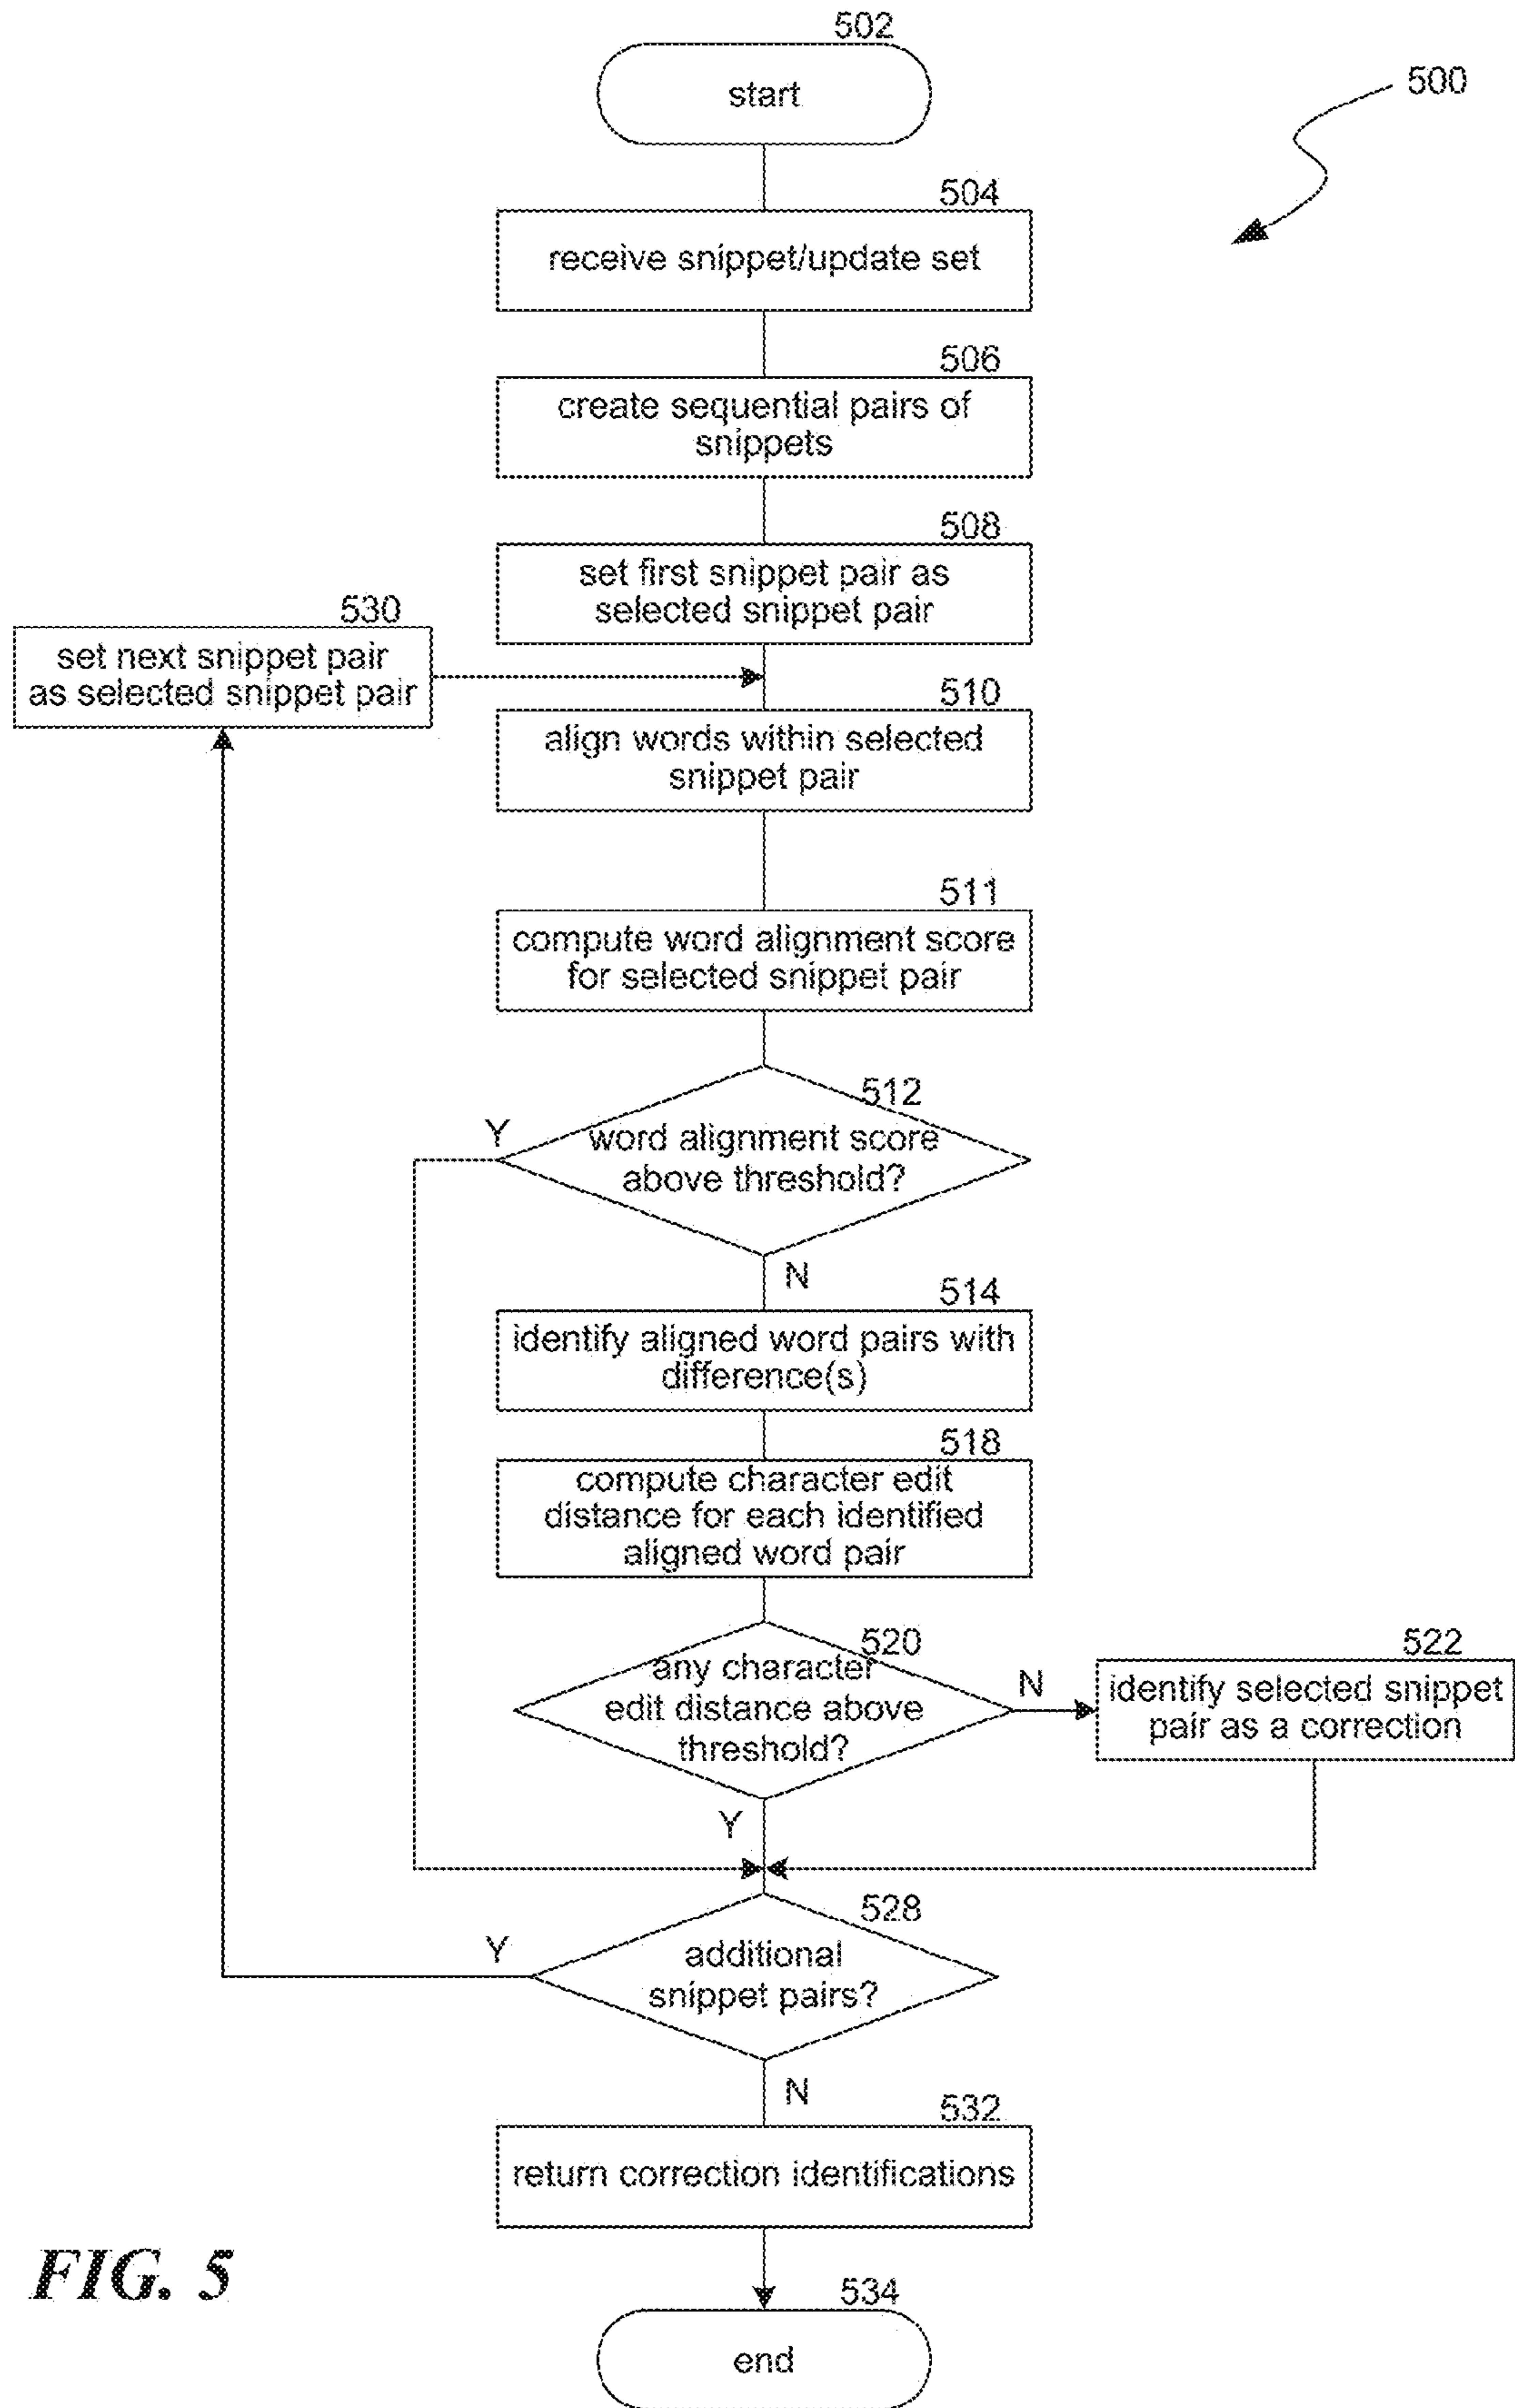 502
start
500
504
receive snippet/update set
506
create sequential pairs of
snippets
508
set first snippet pair as
selected snippet pair
530
set next snippet pair
as selected snippet pair
510
align words within selected
snippet pair
511
compute word alignment score
for selected snippet pair
512
Y
word alignment score
above threshold?
N
514
identify aligned word pairs with
difference(s)
518
compute character edit
distance for each identified
aligned word pair
520
any character
edit distance above
threshold?
N
522
identify selected snippet
pair as a correction
Y
528
Y
additional
snippet pairs?
N
532
return correction identifications
FIG. 5
534
end